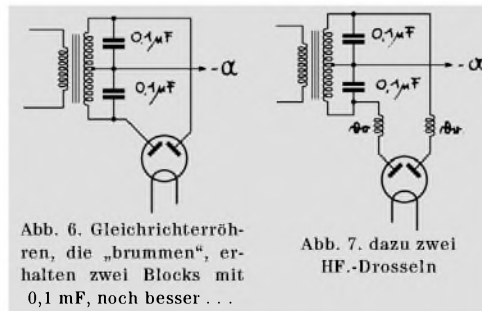 0,1µF
-a
0,1µF
Abb. 6. Gleichrichterröh-
ren, die „brummen“, er-
halten zwei Blocks mit
0,1 mF, noch besser . . .
0,1µF
-a
0,1µF
Abb. 7. dazu zwei
HF.-Drosseln